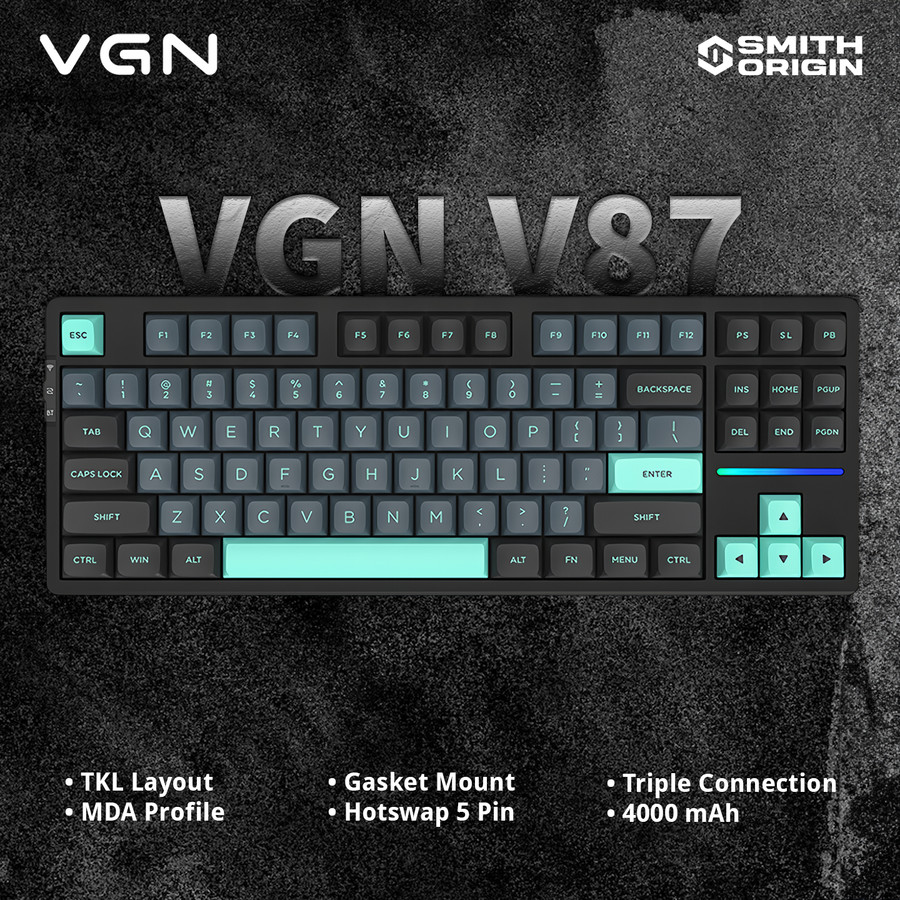 VGN
SMITH
ORIGIN
VGN V87
ESC F1 F2 F3 F4 F5 F6 F7 F8 F9 F10 F11 F12 PS SL PB
~ ! @ # $ % ^ & * ( ) — +
` 1 2 3 4 5 6 7 8 9 0 - = BACKSPACE INS HOME PGUP
TAB Q W E R T Y U I O P { [ } ] | \ DEL END PGDN
CAPS LOCK A S D F G H J K L : ; " ' ENTER
SHIFT Z X C V B N M < , > . ? / SHIFT
CTRL WIN ALT ALT FN MENU CTRL
• TKL Layout
• MDA Profile
• Gasket Mount
• Hotswap 5 Pin
• Triple Connection
• 4000 mAh